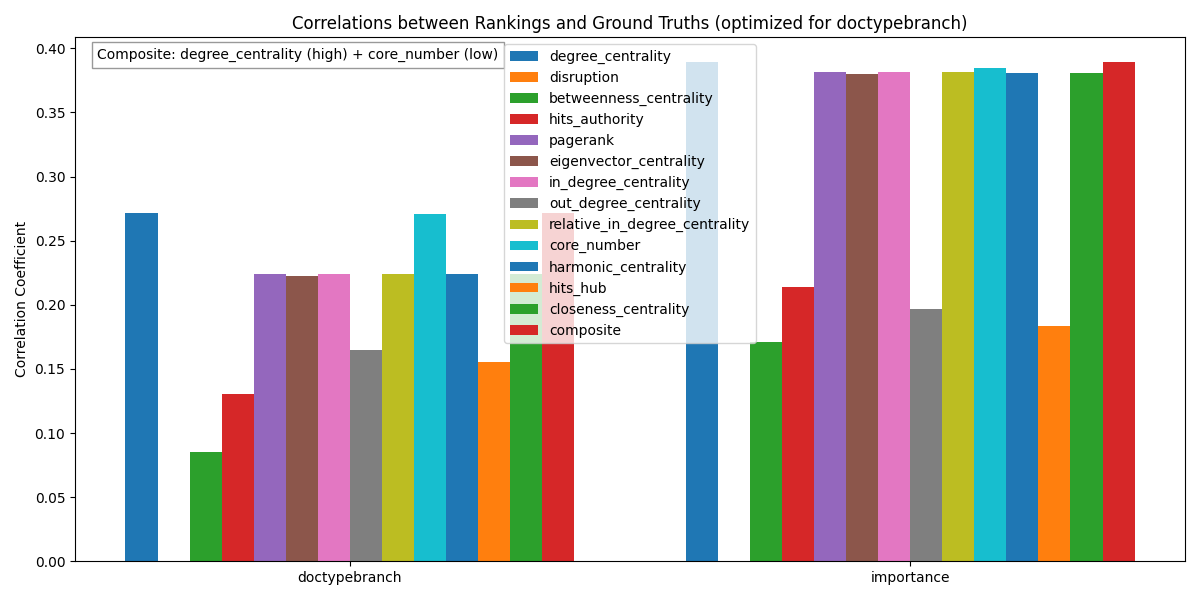 Correlations between Rankings and Ground Truths (optimized for doctypebranch)
Composite: degree_centrality (high) + core_number (low)
degree_centrality
disruption
betweenness_centrality
hits_authority
pagerank
eigenvector_centrality
in_degree_centrality
out_degree_centrality
relative_in_degree_centrality
core_number
harmonic_centrality
hits_hub
closeness_centrality
composite
Correlation Coefficient
0.40
0.35
0.30
0.25
0.20
0.15
0.10
0.05
0.00
doctypebranch
importance